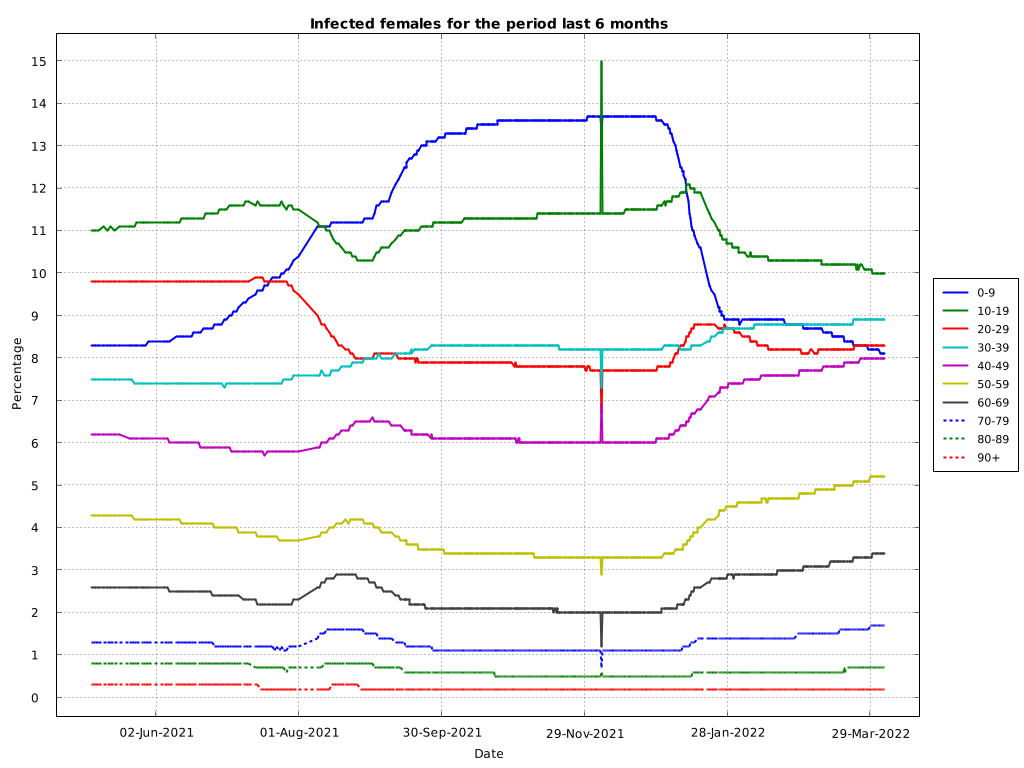 Infected females for the period last 6 months
Percentage
15
14
13
12
11
10
9
8
7
6
5
4
3
2
1
0
02-Jun-2021
01-Aug-2021
30-Sep-2021
29-Nov-2021
28-Jan-2022
29-Mar-2022
Date
0-9
10-19
20-29
30-39
40-49
50-59
60-69
70-79
80-89
90+